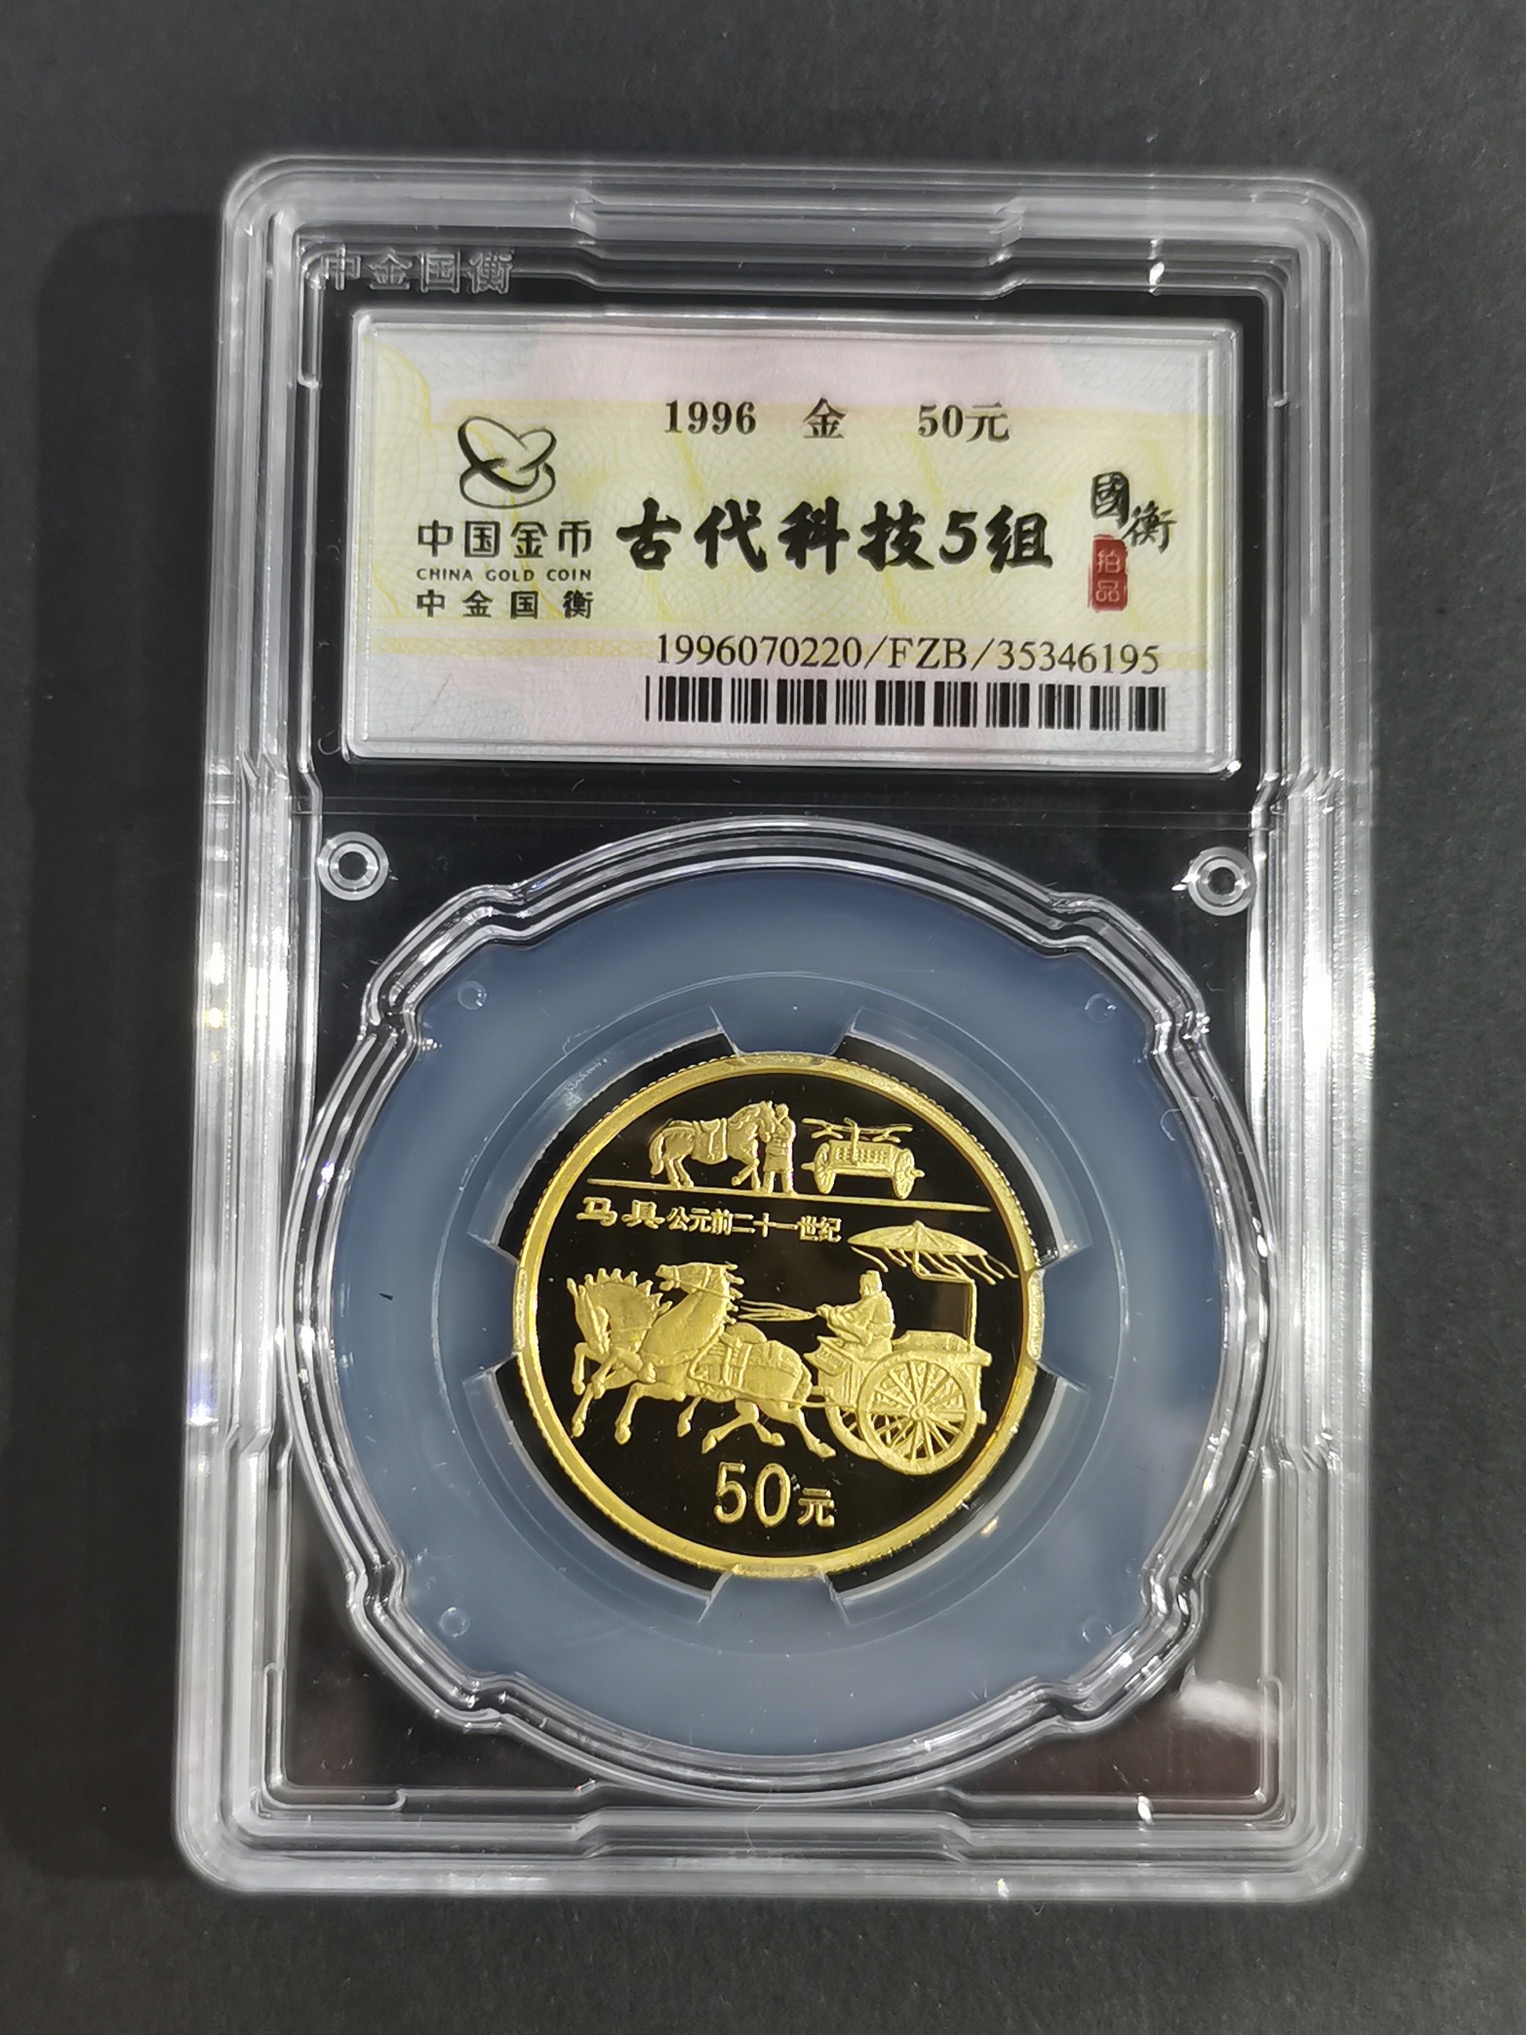 中金国衡
1996 金 50元
中国金币
CHINA GOLD COIN
中金国衡
古代科技5组
國衡
拍品
1996070220/FZB/35346195
马具 公元前二十一世纪
50元